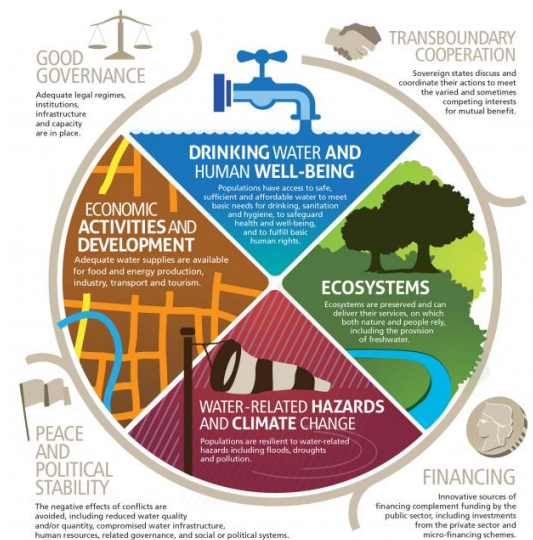 GOOD
GOVERNANCE
Adequate legal regimes,
institutions,
infrastructure
and capacity
are in place.
TRANSBOUNDARY
COOPERATION
Sovereign states discuss and
coordinate their actions to meet
the varied and sometimes
competing interests
for mutual benefit.
DRINKING WATER AND
HUMAN WELL-BEING
Populations have access to safe,
sufficient and affordable water to meet
basic needs for drinking, sanitation
and hygiene, to safeguard
health and well-being,
and to fulfill basic
human rights.
ECONOMIC
ACTIVITIES AND
DEVELOPMENT
Adequate water supplies are available
for food and energy production,
industry, transport and tourism.
ECOSYSTEMS
Ecosystems are preserved and can
deliver their services, on which
both nature and people rely,
including the provision
of freshwater.
WATER-RELATED HAZARDS
AND CLIMATE CHANGE
Populations are resilient to water-related
hazards including floods, droughts
and pollution.
PEACE
AND
POLITICAL
STABILITY
The negative effects of conflicts are
avoided, including reduced water quality
and/or quantity, compromised water infrastructure,
human resources, related governance, and social or political systems.
FINANCING
Innovative sources of
financing complement funding by the
public sector, including investments
from the private sector and
micro-financing schemes.